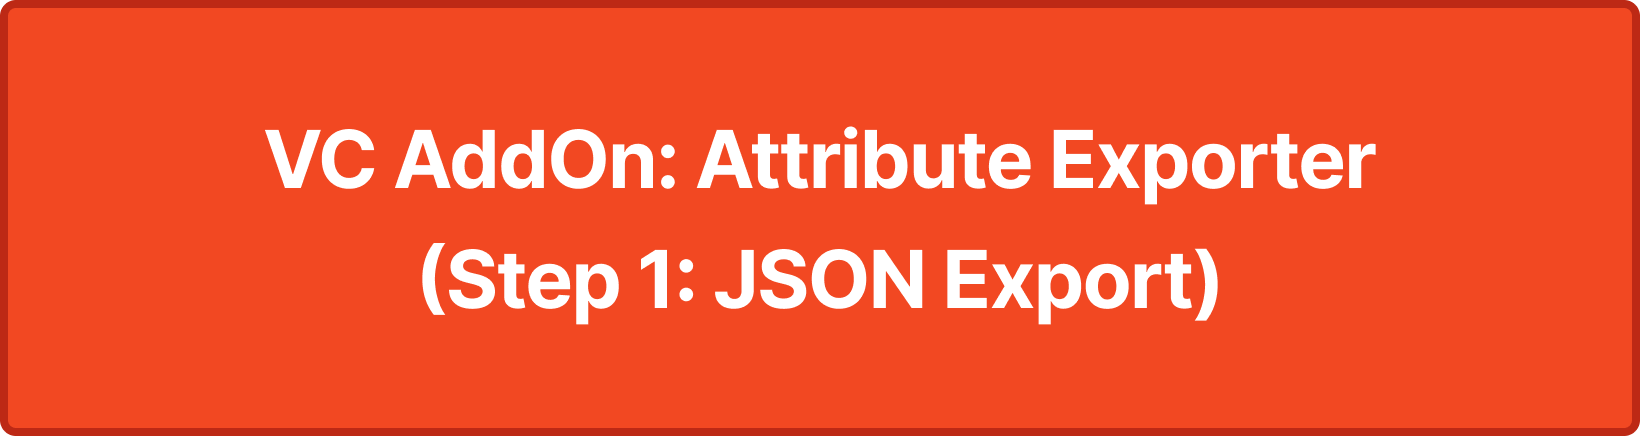 VC AddOn: Attribute Exporter
(Step 1: JSON Export)